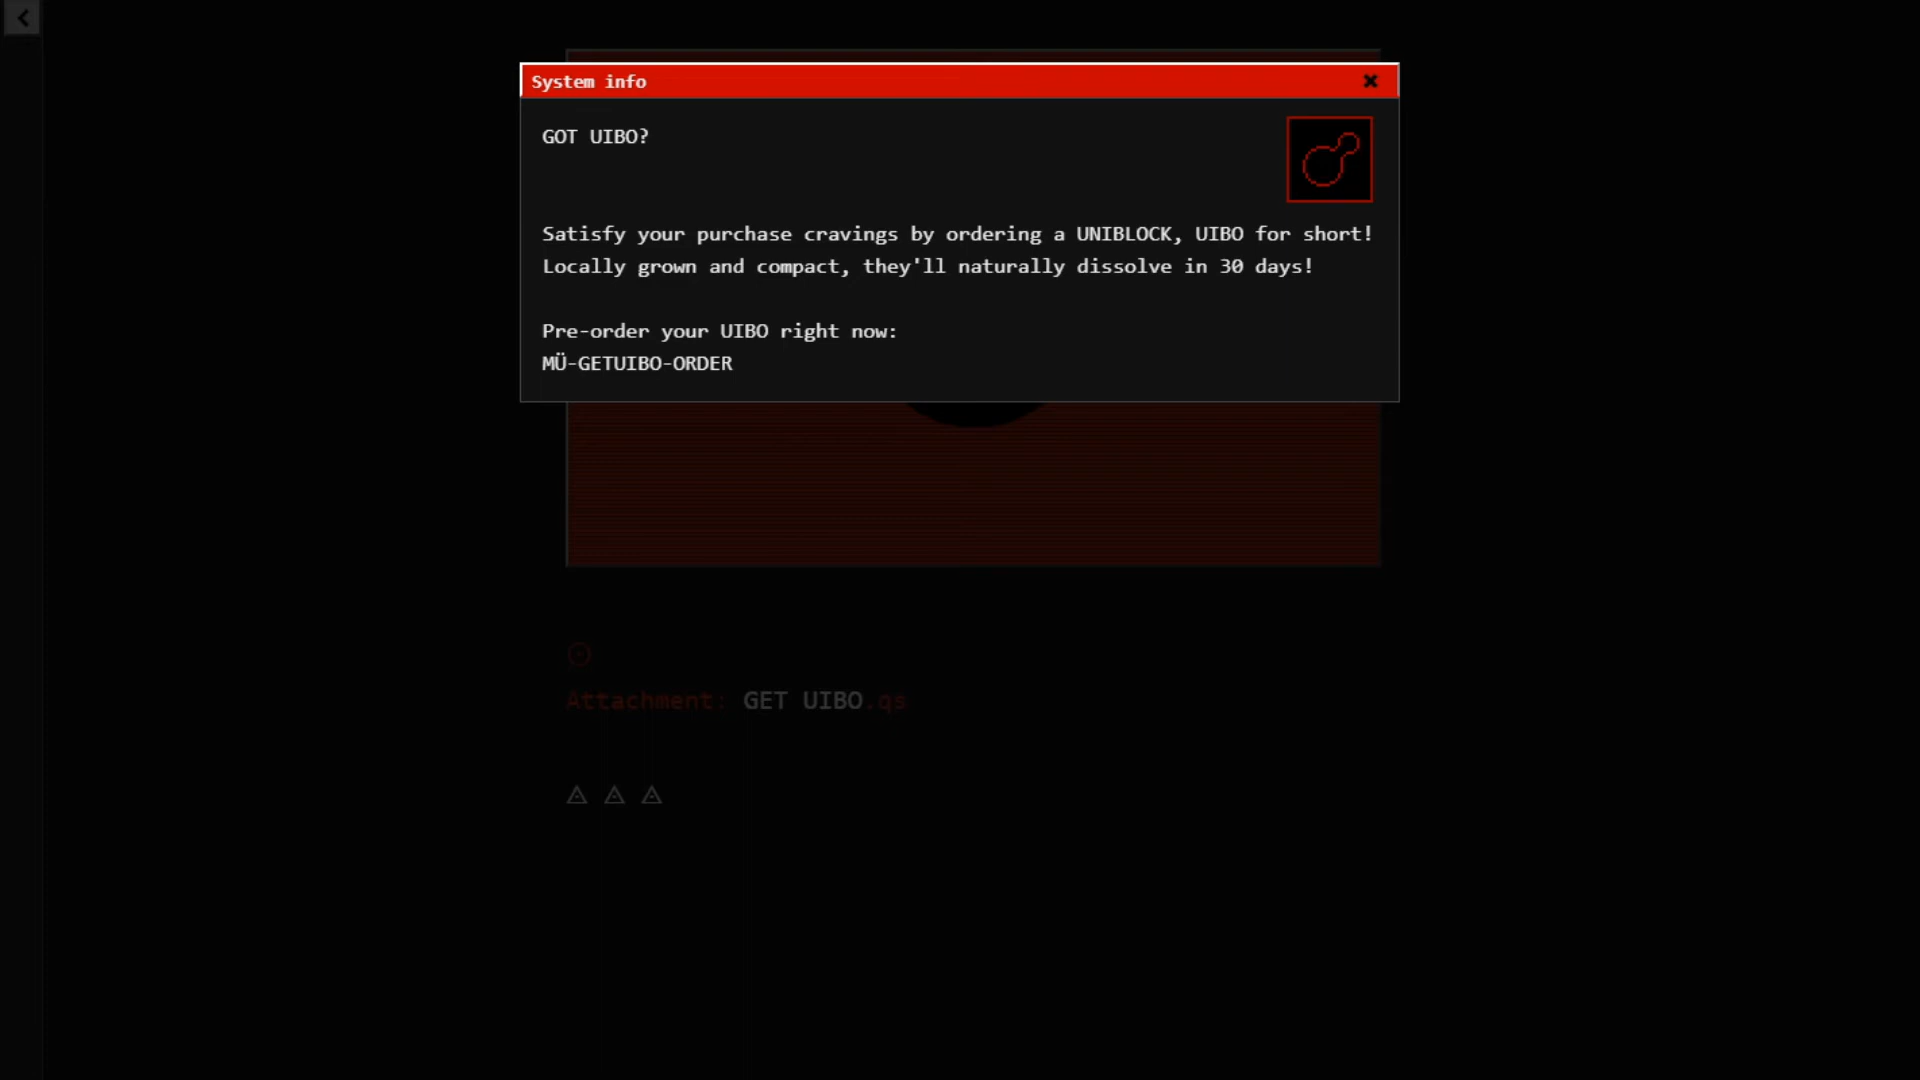 System info
GOT UIBO?
Satisfy your purchase cravings by ordering a UNIBLOCK, UIBO for short!
Locally grown and compact, they'll naturally dissolve in 30 days!
Pre-order your UIBO right now:
MÜ-GETUIBO-ORDER
Attachment: GET UIBO.qs